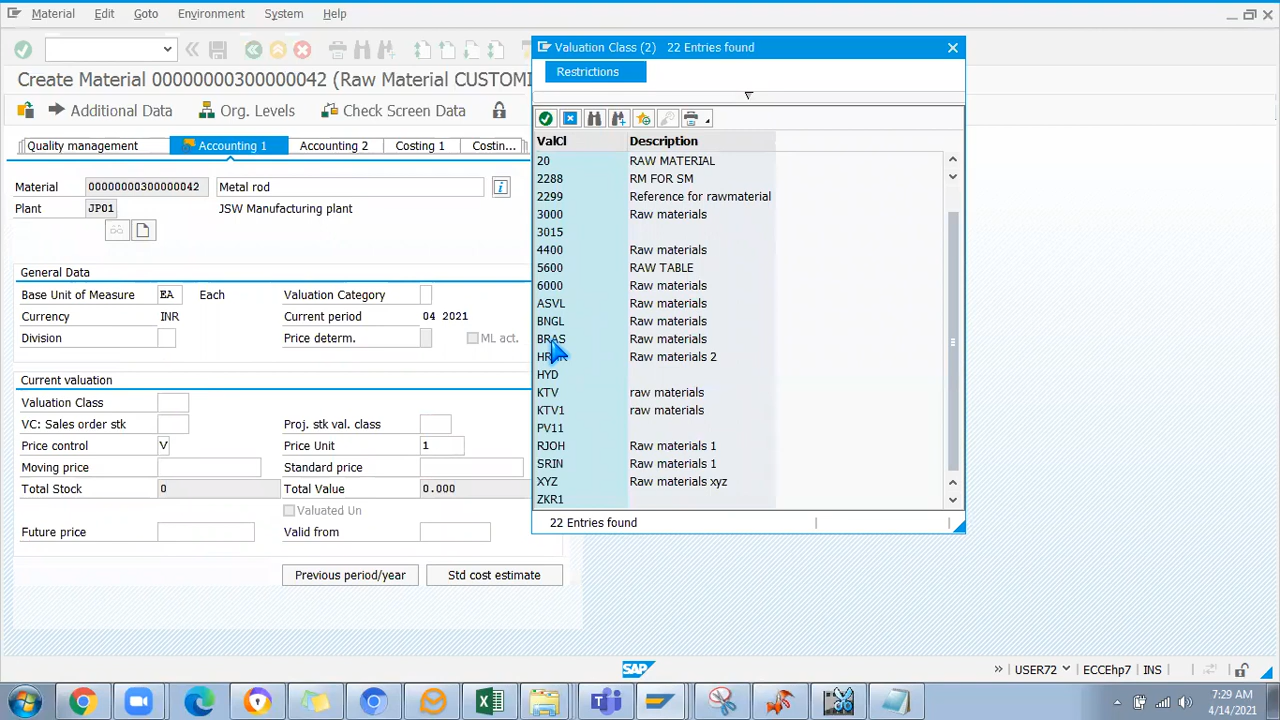 Material Edit Goto Environment System Help
Create Material 00000000300000042 (Raw Material CUSTOMI
Additional Data Org. Levels Check Screen Data
Quality management Accounting 1 Accounting 2 Costing 1 Costin...
Material 00000000300000042 Metal rod
Plant JP01 JSW Manufacturing plant
General Data
Base Unit of Measure EA Each Valuation Category
Currency INR Current period 04 2021
Division Price determ. ML act.
Current valuation
Valuation Class
VC: Sales order stk Proj. stk val. class
Price control V Price Unit 1
Moving price Standard price
Total Stock 0 Total Value 0.000
Valuated Un
Future price Valid from
Previous period/year Std cost estimate
Valuation Class (2) 22 Entries found
Restrictions
ValCl Description
20 RAW MATERIAL
2288 RM FOR SM
2299 Reference for rawmaterial
3000 Raw materials
3015
4400 Raw materials
5600 RAW TABLE
6000 Raw materials
ASVL Raw materials
BNGL Raw materials
BRAS Raw materials
Raw materials 2
HYD
KTV raw materials
KTV1 raw materials
PV11
RJOH Raw materials 1
SRIN Raw materials 1
XYZ Raw materials xyz
ZKR1
22 Entries found
SAP
USER72 ECCEhp7 INS
7:29 AM
4/14/2021